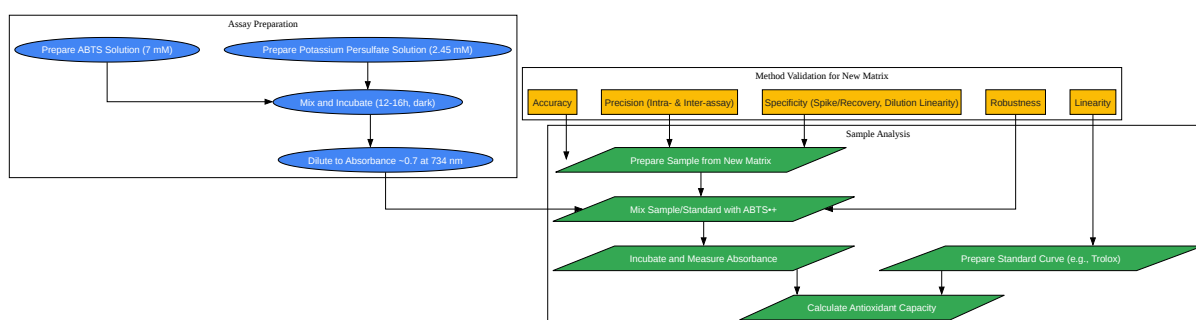 Assay Preparation
Prepare ABTS Solution (7 mM)
Prepare Potassium Persulfate Solution (2.45 mM)
Mix and Incubate (12-16h, dark)
Dilute to Absorbance ~0.7 at 734 nm
Method Validation for New Matrix
Accuracy
Precision (Intra- & Inter-assay)
Specificity (Spike/Recovery, Dilution Linearity)
Robustness
Linearity
Sample Analysis
Prepare Sample from New Matrix
Mix Sample/Standard with ABTS•+
Incubate and Measure Absorbance
Prepare Standard Curve (e.g., Trolox)
Calculate Antioxidant Capacity